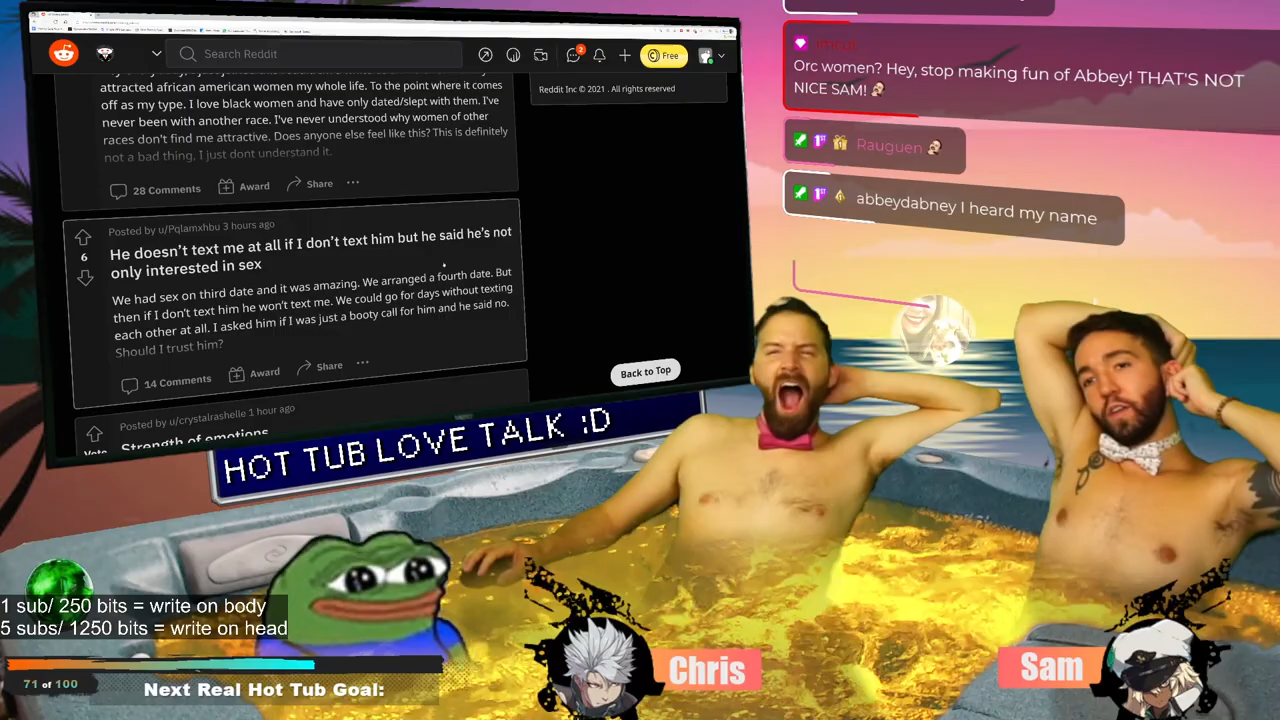 Search Reddit
2
Free
attracted african american women my whole life. To the point where it comes
off as my type. I love black women and have only dated/slept with them. I've
never been with another race. I've never understood why women of other
races don't find me attractive. Does anyone else feel like this? This is definitely
not a bad thing. I just dont understand it.
28 Comments Award Share
Reddit Inc © 2021 . All rights reserved
Posted by u/Pqlamxhbu 3 hours ago
6
He doesn't text me at all if I don't text him but he said he's not
only interested in sex
We had sex on third date and it was amazing. We arranged a fourth date. But
then if I don't text him he won't text me. We could go for days without texting
each other at all. I asked him if I was just a booty call for him and he said no.
Should I trust him?
14 Comments Award Share
Back to Top
Posted by u/crystalrashelle 1 hour ago
Vote
Strength of emotions
HOT TUB LOVE TALK :D
Orc women? Hey, stop making fun of Abbey! THAT'S NOT
NICE SAM!
1ST Rauguen
1ST abbeydabney I heard my name
1 sub/ 250 bits = write on body
5 subs/ 1250 bits = write on head
71 of 100
Next Real Hot Tub Goal:
Chris
Sam